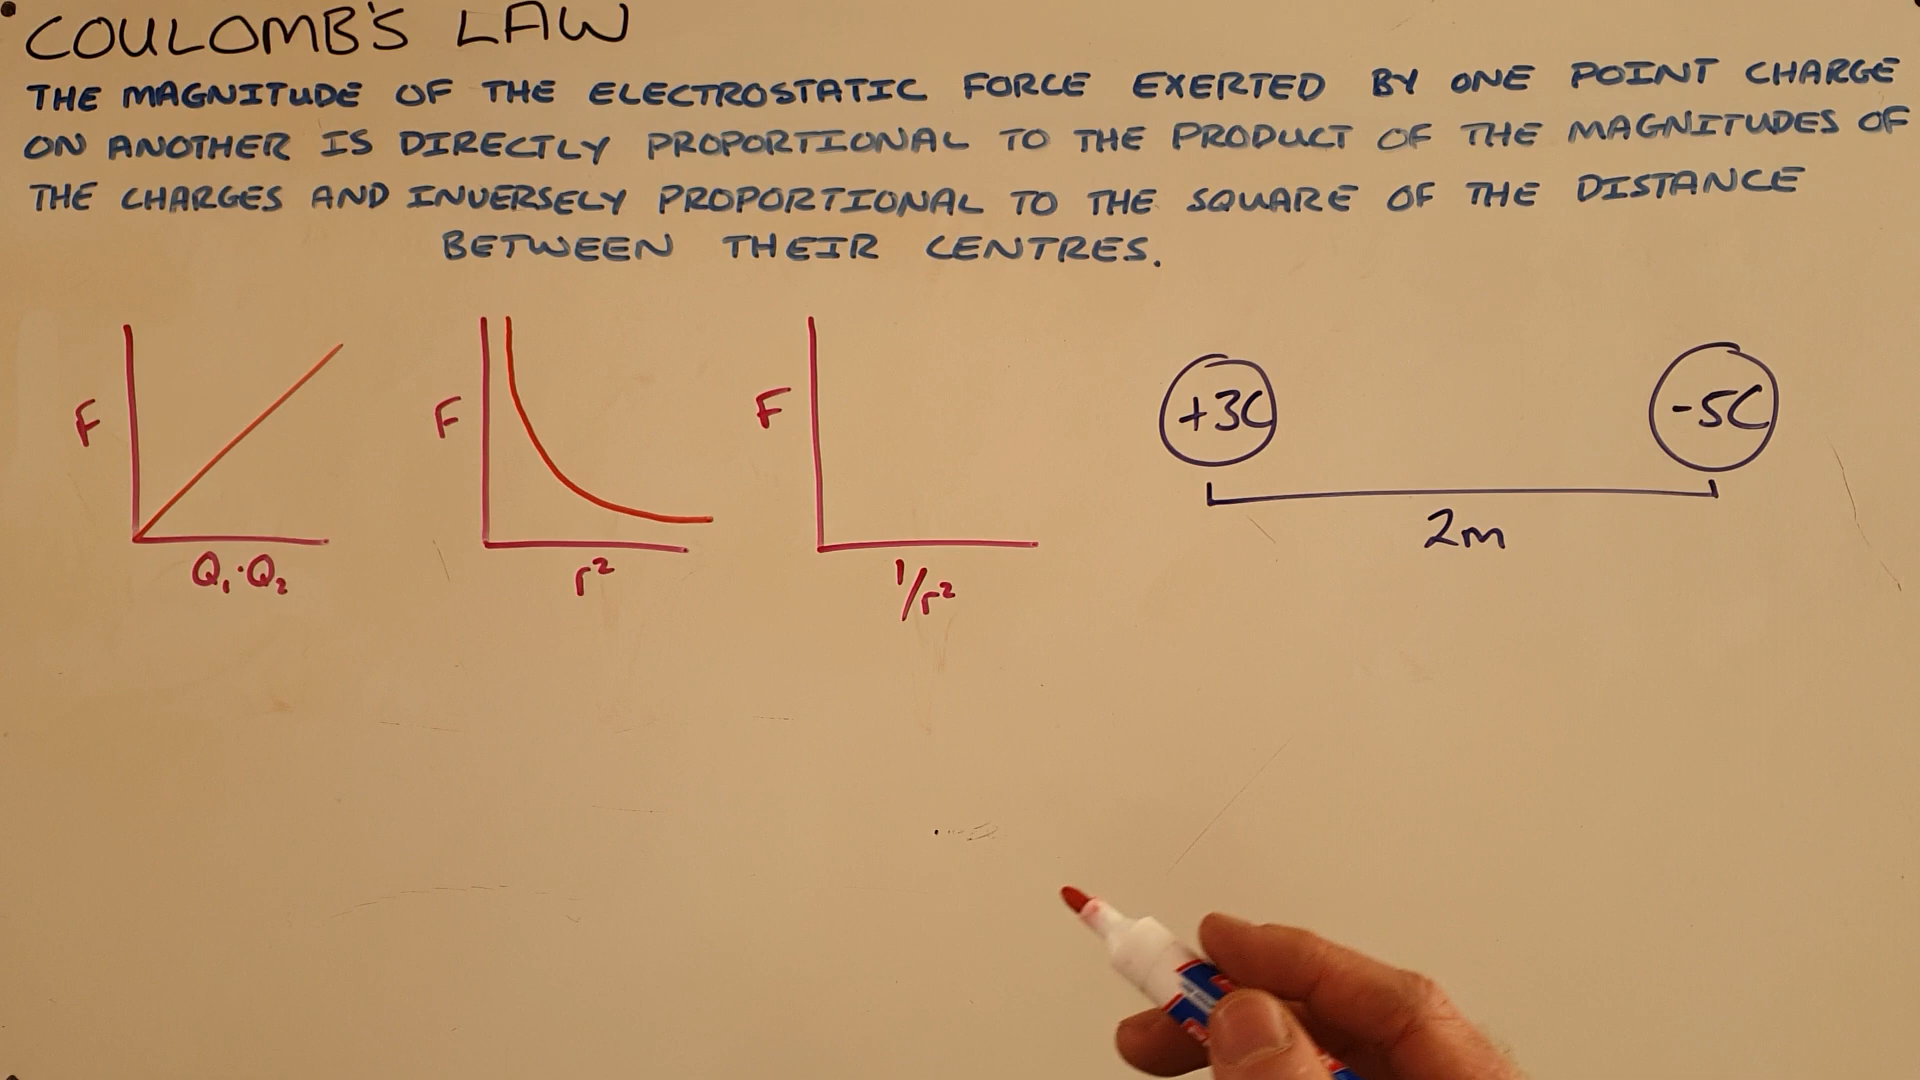 COULOMB'S LAW
THE MAGNITUDE OF THE ELECTROSTATIC FORCE EXERTED BY ONE POINT CHARGE
ON ANOTHER IS DIRECTLY PROPORTIONAL TO THE PRODUCT OF THE MAGNITUDES OF
THE CHARGES AND INVERSELY PROPORTIONAL TO THE SQUARE OF THE DISTANCE
BETWEEN THEIR CENTRES.
F
Q₁·Q₂
F
r²
F
1/r²
+3C
-5C
2m